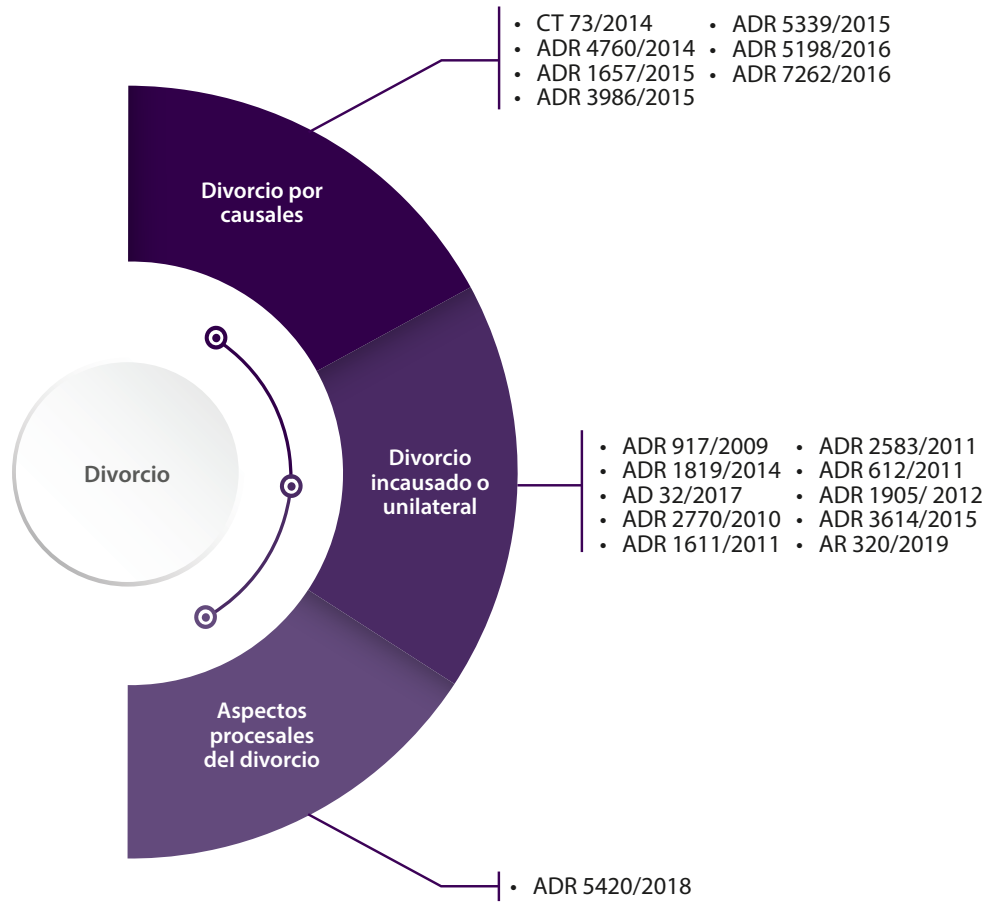 • CT 73/2014
• ADR 4760/2014
• ADR 1657/2015
• ADR 3986/2015
• ADR 5339/2015
• ADR 5198/2016
• ADR 7262/2016
Divorcio por
causales
Divorcio
Divorcio
incausado o
unilateral
• ADR 917/2009
• ADR 1819/2014
• AD 32/2017
• ADR 2770/2010
• ADR 1611/2011
• ADR 2583/2011
• ADR 612/2011
• ADR 1905/ 2012
• ADR 3614/2015
• AR 320/2019
Aspectos
procesales
del divorcio
• ADR 5420/2018